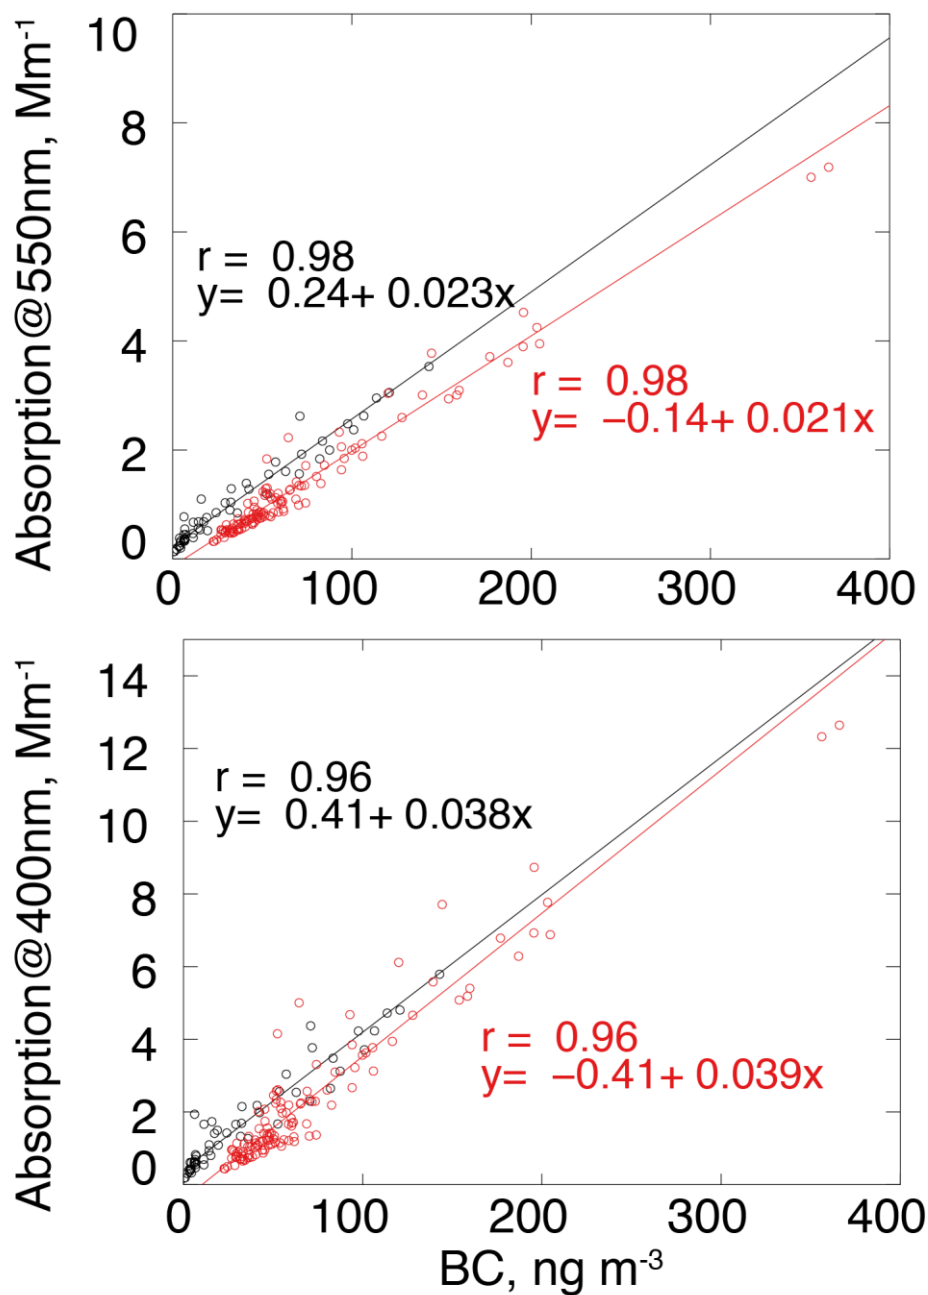 Absorption@550nm, Mm⁻¹
10
8
6
4
2
0
r = 0.98
y= 0.24+ 0.023x
r = 0.98
y= −0.14+ 0.021x
0 100 200 300 400
Absorption@400nm, Mm⁻¹
14
12
10
8
6
4
2
0
r = 0.96
y= 0.41+ 0.038x
r = 0.96
y= −0.41+ 0.039x
0 100 200 300 400
BC, ng m⁻³